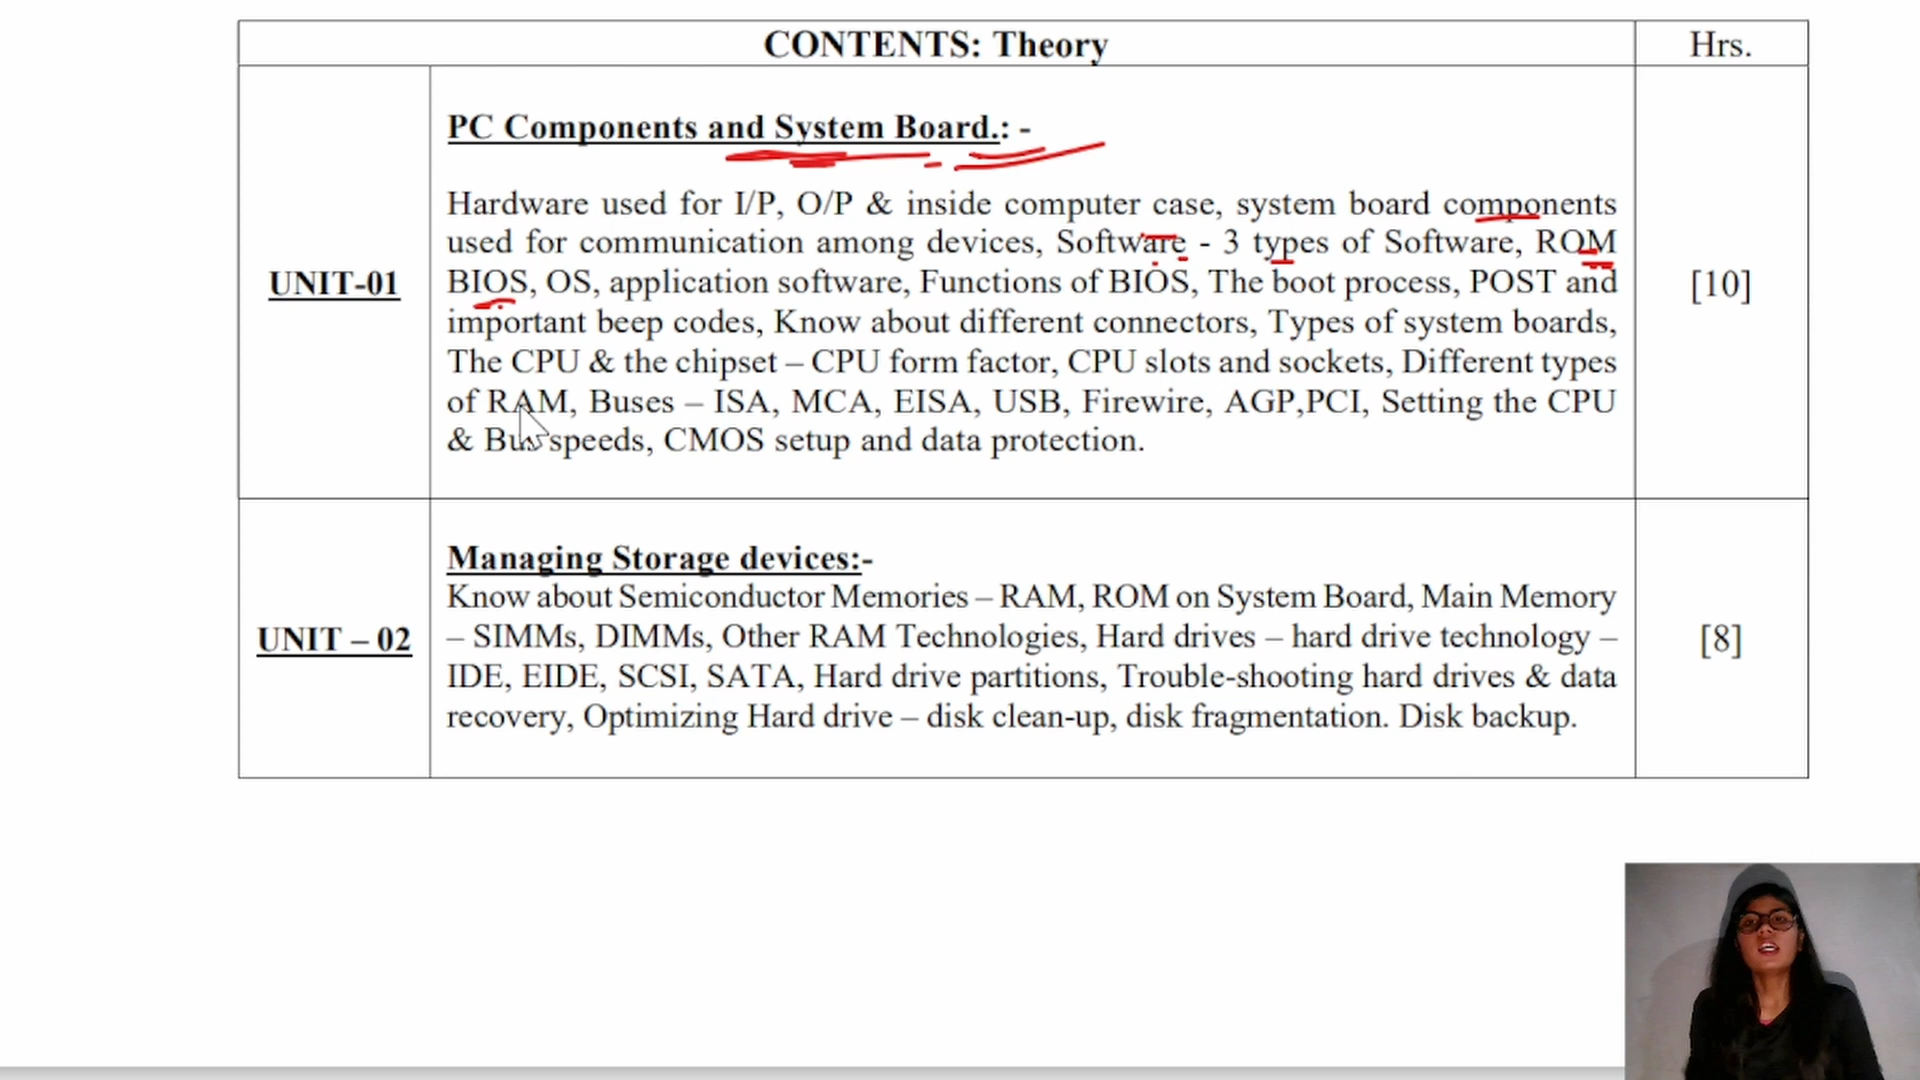 CONTENTS: Theory
Hrs.
PC Components and System Board.: -
Hardware used for I/P, O/P & inside computer case, system board components
used for communication among devices, Software - 3 types of Software, ROM
BIOS, OS, application software, Functions of BIOS, The boot process, POST and
important beep codes, Know about different connectors, Types of system boards,
The CPU & the chipset – CPU form factor, CPU slots and sockets, Different types
of RAM, Buses – ISA, MCA, EISA, USB, Firewire, AGP,PCI, Setting the CPU
& Bus speeds, CMOS setup and data protection.
UNIT-01
[10]
Managing Storage devices:-
Know about Semiconductor Memories – RAM, ROM on System Board, Main Memory
– SIMMs, DIMMs, Other RAM Technologies, Hard drives – hard drive technology –
IDE, EIDE, SCSI, SATA, Hard drive partitions, Trouble-shooting hard drives & data
recovery, Optimizing Hard drive – disk clean-up, disk fragmentation. Disk backup.
UNIT – 02
[8]